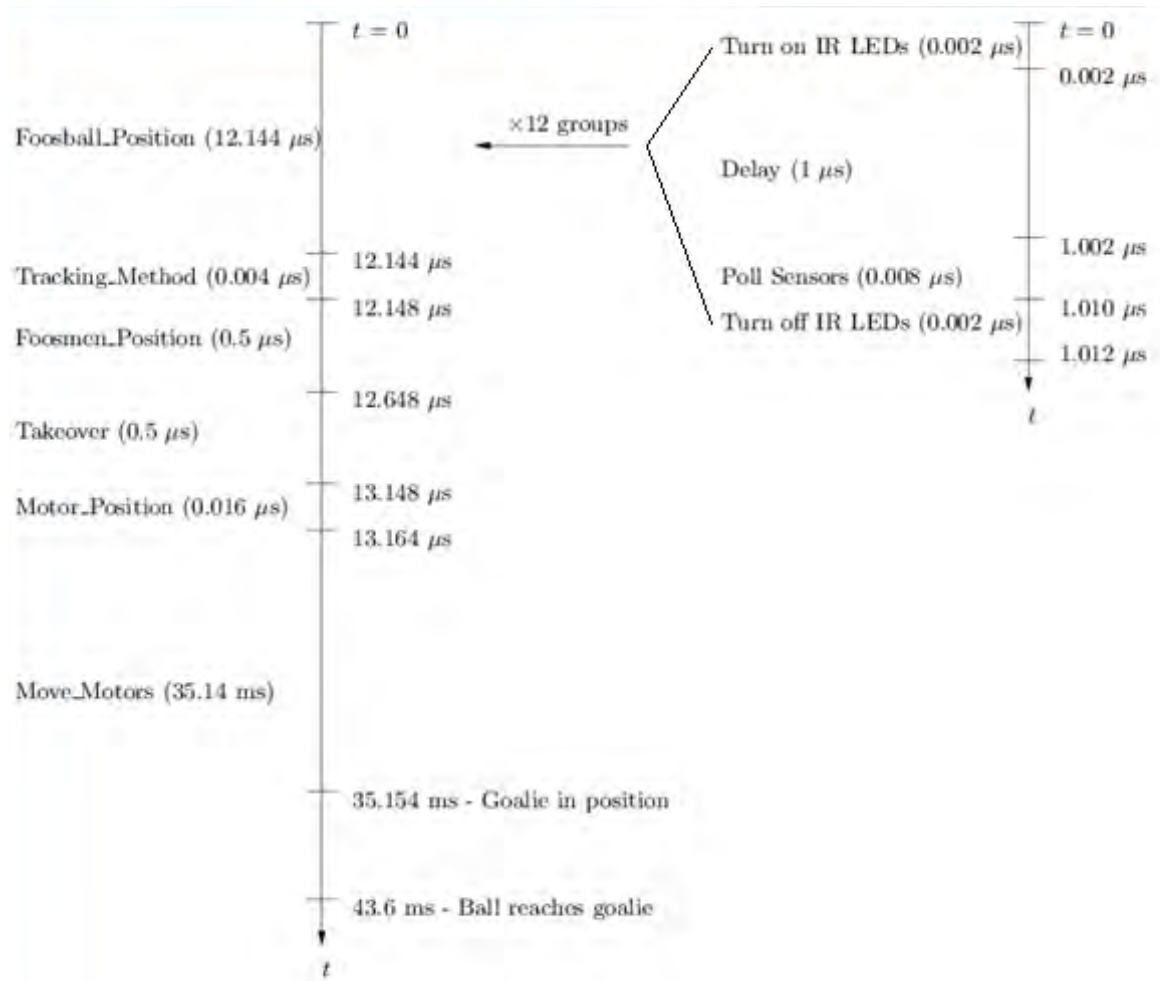 t = 0
Foosball_Position (12.144 μs)
12.144 μs
Tracking_Method (0.004 μs)
12.148 μs
Foosmen_Position (0.5 μs)
12.648 μs
Takeover (0.5 μs)
13.148 μs
Motor_Position (0.016 μs)
13.164 μs
Move_Motors (35.14 ms)
35.154 ms - Goalie in position
43.6 ms - Ball reaches goalie
t
×12 groups
t = 0
Turn on IR LEDs (0.002 μs)
0.002 μs
Delay (1 μs)
1.002 μs
Poll Sensors (0.008 μs)
1.010 μs
Turn off IR LEDs (0.002 μs)
1.012 μs
t